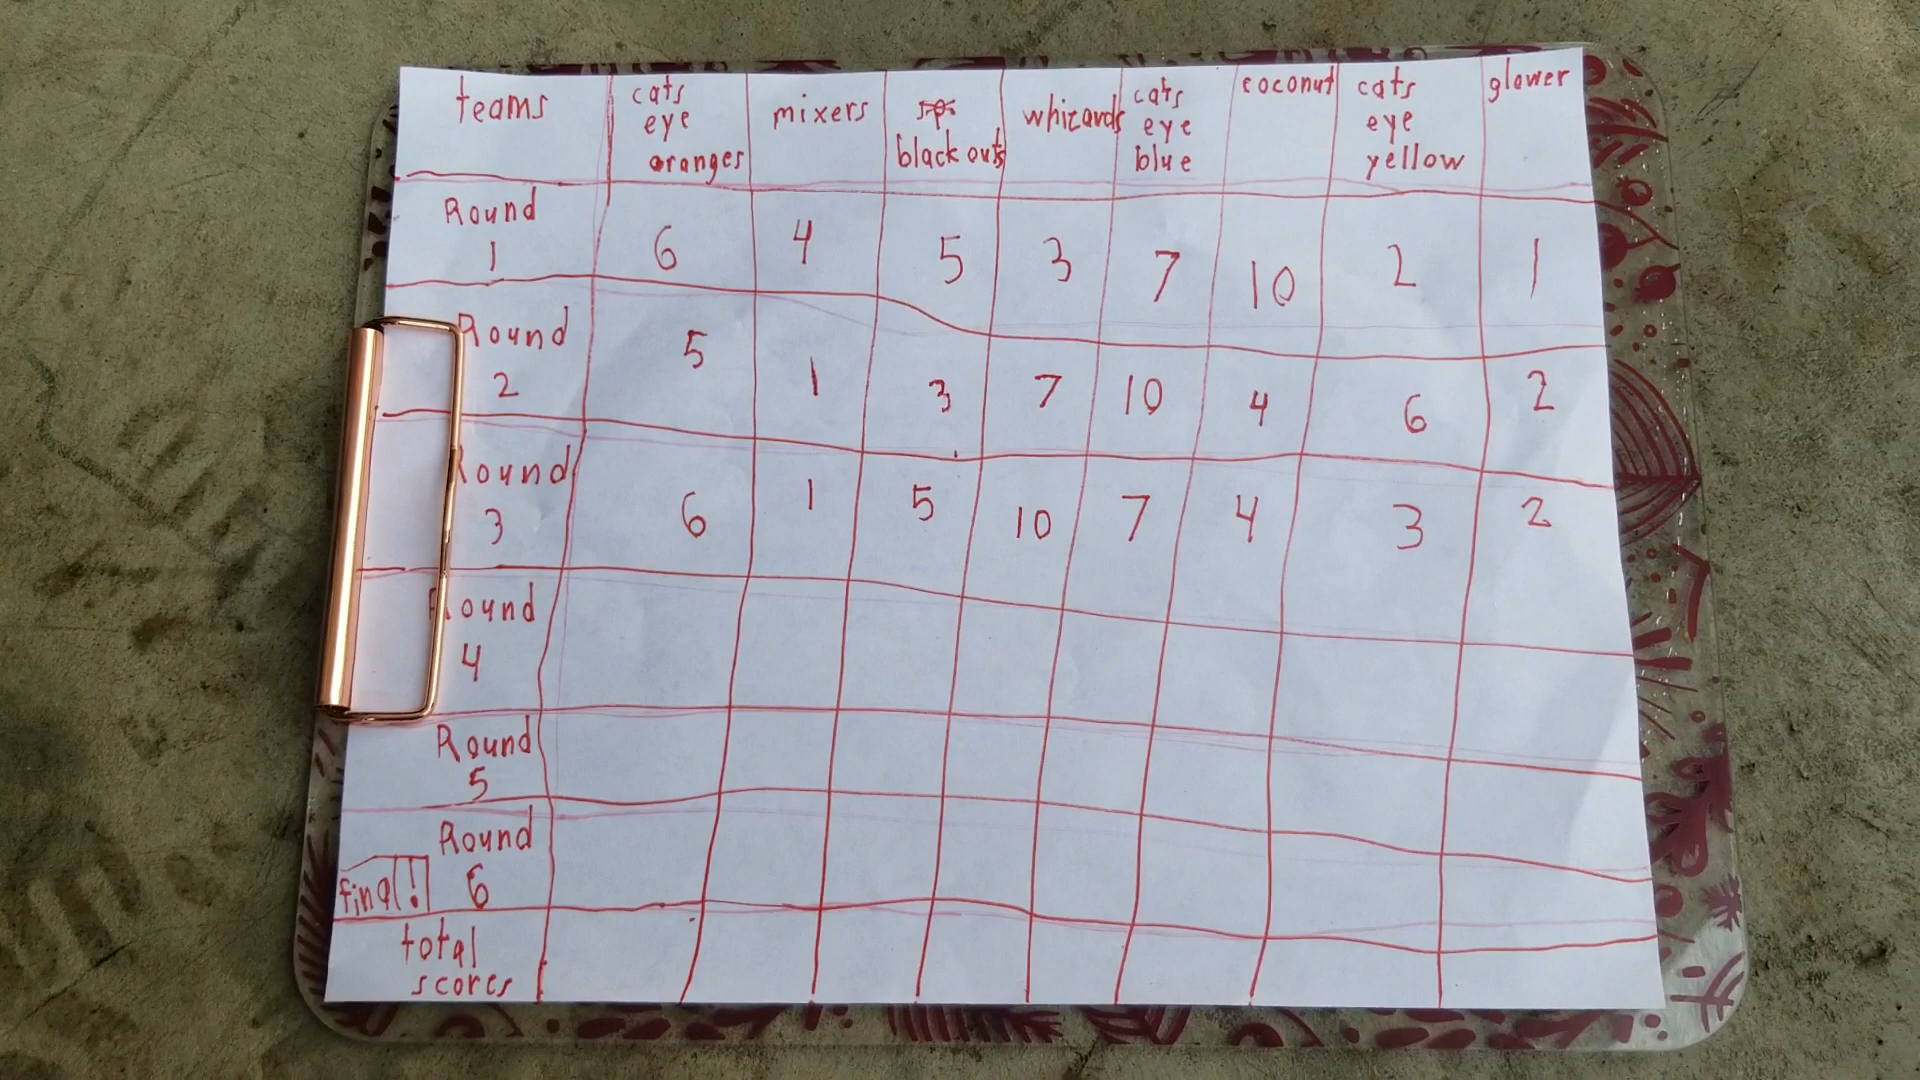 teams cats eye oranges mixers black outs whizards cats eye blue coconut cats eye yellow glower
Round 1 6 4 5 3 7 10 2 1
Round 2 5 1 3 7 10 4 6 2
Round 3 6 1 5 10 7 4 3 2
Round 4
Round 5
final! Round 6
total scores